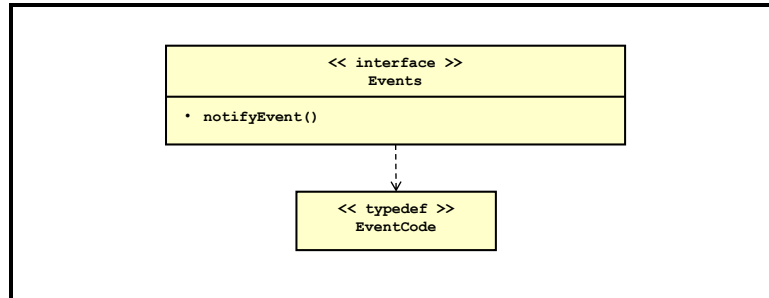 << interface >>
Events
• notifyEvent()
<< typedef >>
EventCode